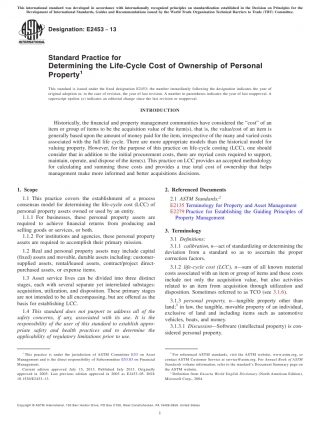 This international standard was developed in accordance with internationally recognized principles on standardization established in the Decision on Principles for the
Development of International Standards, Guides and Recommendations issued by the World Trade Organization Technical Barriers to Trade (TBT) Committee.
INTERNATIONAL
Designation: E2453 − 13
Standard Practice for
Determining the Life-Cycle Cost of Ownership of Personal
Property¹
This standard is issued under the fixed designation E2453; the number immediately following the designation indicates the year of
original adoption or, in the case of revision, the year of last revision. A number in parentheses indicates the year of last reapproval. A
superscript epsilon (ε) indicates an editorial change since the last revision or reapproval.
INTRODUCTION
Historically, the financial and property management communities have considered the “cost” of an
item or group of items to be the acquisition value of the item(s), that is, the value/cost of an asset is
generally based upon the amount of money paid for the item, irrespective of the many and varied costs
associated with the full life cycle. There are more appropriate models than the historical model for
valuing property. However, for the purpose of this practice on life-cycle costing (LCC), one should
consider that in addition to the initial procurement costs, there are myriad costs required to support,
maintain, operate, and dispose of the item(s). This practice on LCC provides an accepted methodology
for calculating and summing those costs and provides a true total cost of ownership that helps
management make more informed and better acquisitions decisions.
1. Scope
1.1 This practice covers the establishment of a process
consensus model for determining the life-cycle cost (LCC) of
personal property assets owned or used by an entity.
1.1.1 For businesses, these personal property assets are
required to achieve financial returns from producing and
selling goods or services, or both.
1.1.2 For institutions and agencies, these personal property
assets are required to accomplish their primary mission.
1.2 Real and personal property assets may include capital
(fixed) assets and movable, durable assets including: customer-
supplied assets, rental/leased assets, contract/project direct-
purchased assets, or expense items.
1.3 Asset service lives can be divided into three distinct
stages, each with several separate yet interrelated substages:
acquisition, utilization, and disposition. These primary stages
are not intended to be all encompassing, but are offered as the
basis for establishing LCC.
1.4 This standard does not purport to address all of the
safety concerns, if any, associated with its use. It is the
responsibility of the user of this standard to establish appro-
priate safety and health practices and to determine the
applicability of regulatory limitations prior to use.
2. Referenced Documents
2.1 ASTM Standards:²
E2135 Terminology for Property and Asset Management
E2279 Practice for Establishing the Guiding Principles of
Property Management
3. Terminology
3.1 Definitions:
3.1.1 calibration, n—act of standardizing or determining the
deviation from a standard so as to ascertain the proper
correction factors.
3.1.2 life-cycle cost (LCC), n—sum of all known material
costs associated with an item or group of items and these costs
include not only the acquisition value, but also activities
related to an item from acquisition through utilization and
disposition. Sometimes referred to as TCO (see 3.1.6).
3.1.3 personal property, n—tangible property other than
land,³ to wit, the tangible, movable property of an individual,
exclusive of land and including items such as automotive
vehicles, boats, and money.
3.1.3.1 Discussion—Software (intellectual property) is con-
sidered personal property.
¹ This practice is under the jurisdiction of ASTM Committee E53 on Asset
Management and is the direct responsibility of Subcommittee E53.05 on Financial
Management.
Current edition approved July 15, 2013. Published July 2013. Originally
approved in 2005. Last previous edition approved in 2005 as E2453–05. DOI:
10.1520/E2453-13.
² For referenced ASTM standards, visit the ASTM website, www.astm.org, or
contact ASTM Customer Service at service@astm.org. For Annual Book of ASTM
Standards volume information, refer to the standard’s Document Summary page on
the ASTM website.
³ Definition from Encarta World English Dictionary (North American Edition),
Microsoft Corp., 2004.
Copyright © ASTM International, 100 Barr Harbor Drive, PO Box C700, West Conshohocken, PA 19428-2959. United States
1